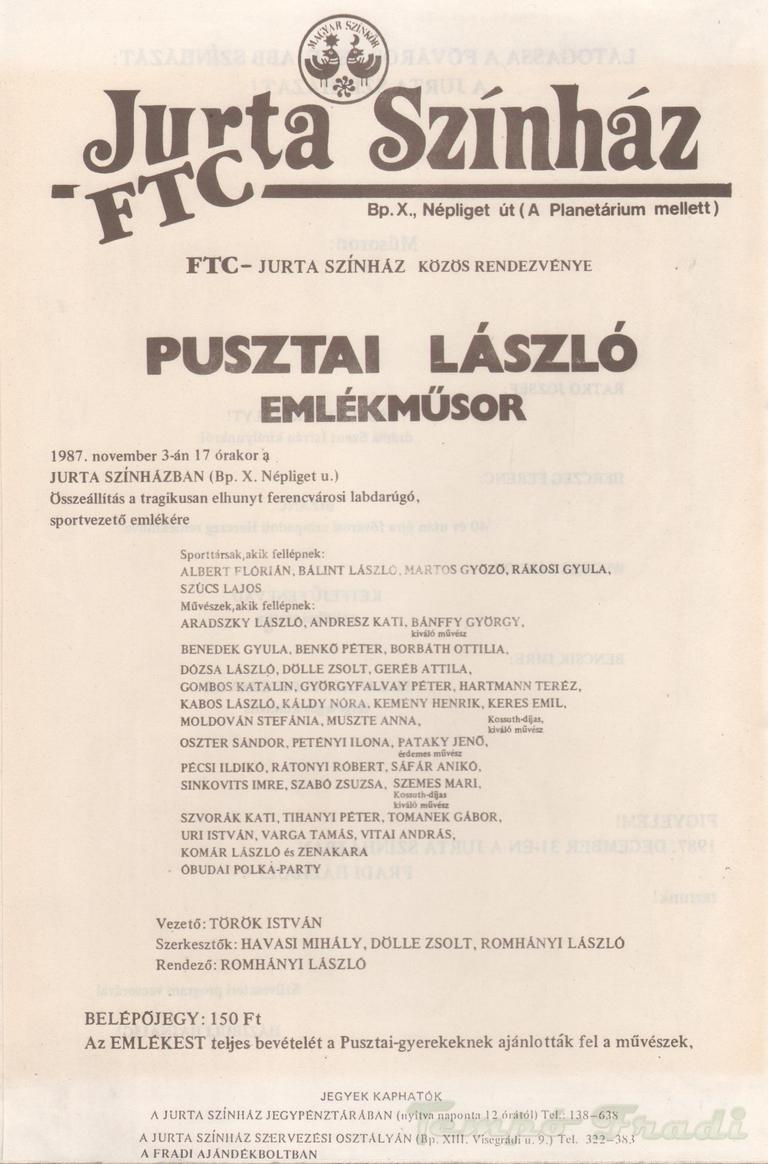 MAGYAR SZÍNKÖR
Jurta Színház
FTC
Bp. X., Népliget út (A Planetárium mellett)
FTC- JURTA SZÍNHÁZ KÖZÖS RENDEZVÉNYE
PUSZTAI LÁSZLÓ
EMLÉKMŰSOR
1987. november 3-án 17 órakor a
JURTA SZÍNHÁZBAN (Bp. X. Népliget u.)
Összeállítás a tragikusan elhunyt ferencvárosi labdarúgó,
sportvezető emlékére
Sporttársak,akik fellépnek:
ALBERT FLÓRIÁN, BÁLINT LÁSZLÓ, MARTOS GYÖZÖ, RÁKOSI GYULA,
SZÜCS LAJOS
Művészek,akik fellépnek:
ARADSZKY LÁSZLÓ, ANDRESZ KATI, BÁNFFY GYÖRGY,
kiváló művész
BENEDEK GYULA, BENKŐ PÉTER, BORBÁTH OTTILIA,
DÓZSA LÁSZLÓ, DÖLLE ZSOLT, GERÉB ATTILA,
GOMBOS KATALIN, GYÖRGYFALVAY PÉTER, HARTMANN TERÉZ,
KABOS LÁSZLÓ, KÁLDY NÓRA, KEMÉNY HENRIK, KERES EMIL,
MOLDOVÁN STEFÁNIA, MUSZTE ANNA, Kossuth-díjas,
kiváló művész
OSZTER SÁNDOR, PETÉNYI ILONA, PATAKY JENŐ,
érdemes művész
PÉCSI ILDIKÓ, RÁTONYI RÓBERT, SÁFÁR ANIKÓ,
SINKOVITS IMRE, SZABÓ ZSUZSA, SZEMES MARI,
Kossuth-díjas
kiváló művész
SZVORÁK KATI, TIHANYI PÉTER, TOMANEK GÁBOR,
URI ISTVÁN, VARGA TAMÁS, VITAI ANDRÁS,
KOMÁR LÁSZLÓ és ZENAKARA
ÓBUDAI POLKA-PARTY
Vezető: TÖRÖK ISTVÁN
Szerkesztők: HAVASI MIHÁLY, DÖLLE ZSOLT, ROMHÁNYI LÁSZLÓ
Rendező: ROMHÁNYI LÁSZLÓ
BELÉPŐJEGY: 150 Ft
Az EMLÉKEST teljes bevételét a Pusztai-gyerekeknek ajánlották fel a művészek,
JEGYEK KAPHATÓK
A JURTA SZÍNHÁZ JEGYPÉNZTÁRÁBAN (nyitva naponta 12 órától) Tel.: 138-638
A JURTA SZÍNHÁZ SZERVEZÉSI OSZTÁLYÁN (Bp. XIII. Visegrádi u. 9.) Tel. 322-383
A FRADI AJÁNDÉKBOLTBAN
Tempó Fradi